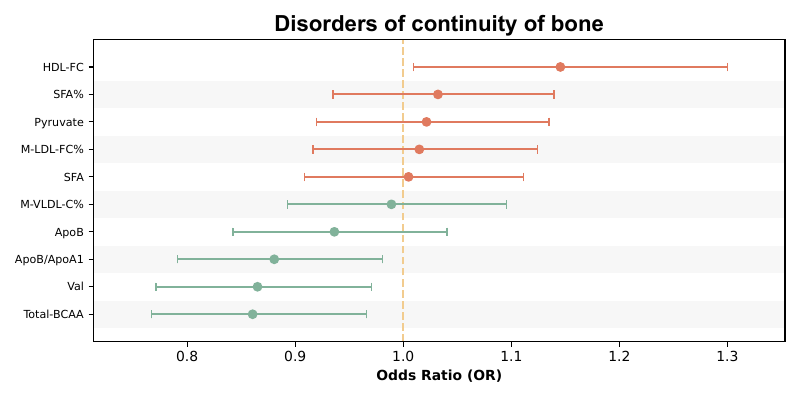 Disorders of continuity of bone
HDL-FC
SFA%
Pyruvate
M-LDL-FC%
SFA
M-VLDL-C%
ApoB
ApoB/ApoA1
Val
Total-BCAA
0.8 0.9 1.0 1.1 1.2 1.3
Odds Ratio (OR)